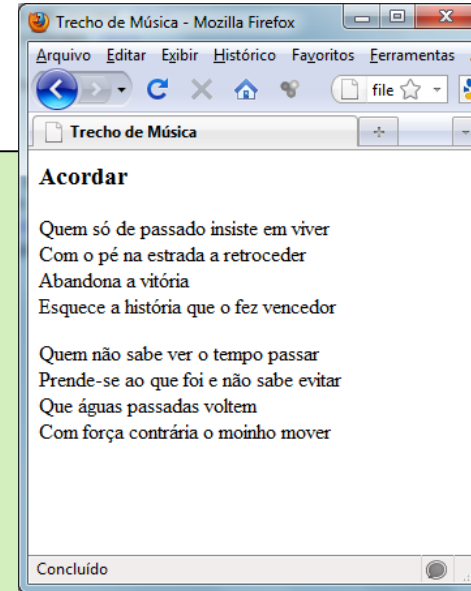 Trecho de Música - Mozilla Firefox
Arquivo Editar Exibir Histórico Favoritos Ferramentas
file
Trecho de Música
Acordar
Quem só de passado insiste em viver
Com o pé na estrada a retroceder
Abandona a vitória
Esquece a história que o fez vencedor
Quem não sabe ver o tempo passar
Prende-se ao que foi e não sabe evitar
Que águas passadas voltem
Com força contrária o moinho mover
Concluído